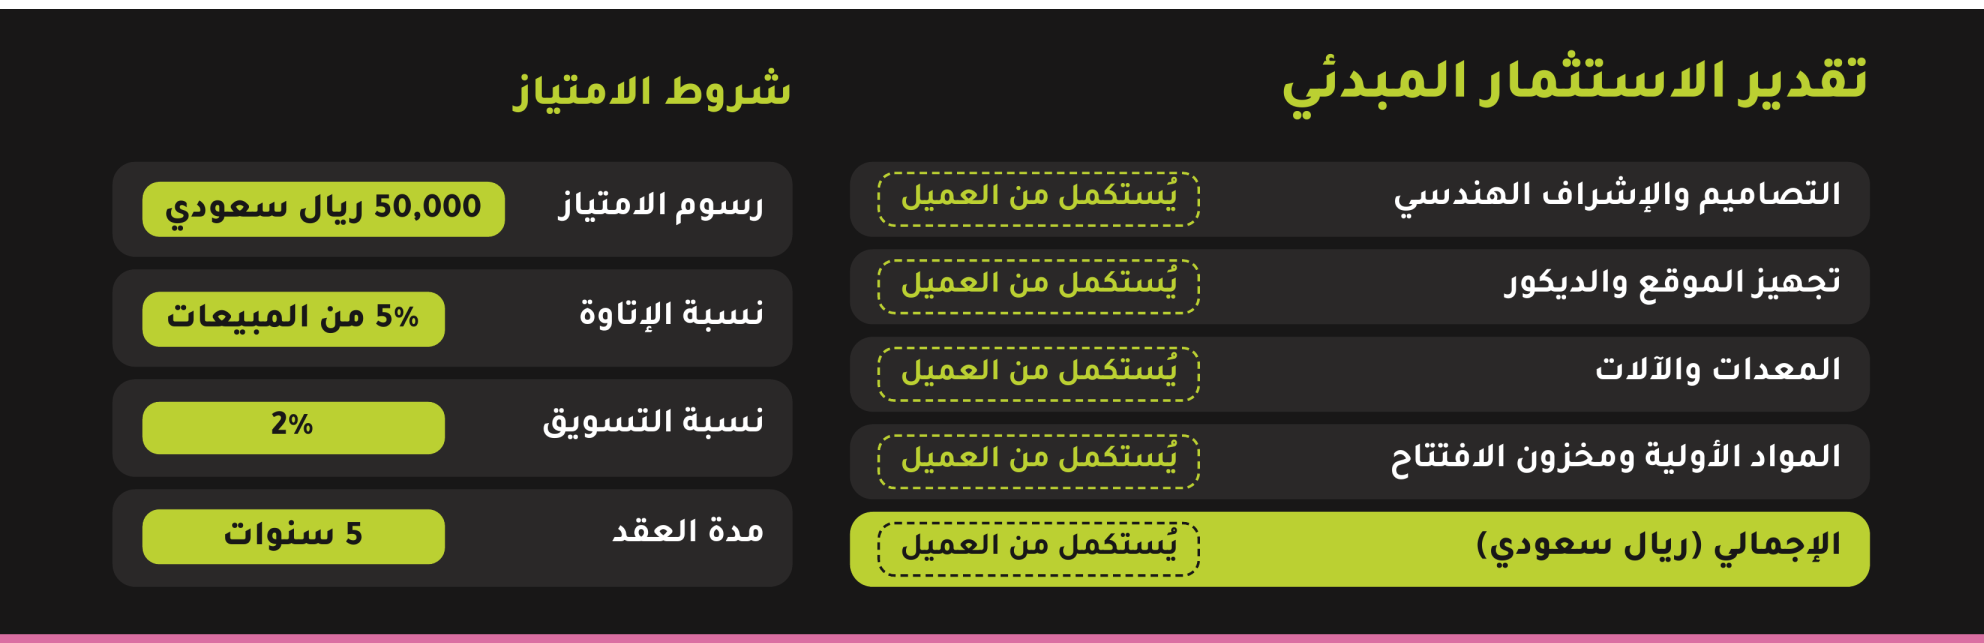 تقدير الاستثمار المبدئي
التصاميم والإشراف الهندسي يُستكمل من العميل
تجهيز الموقع والديكور يُستكمل من العميل
المعدات والآلات يُستكمل من العميل
المواد الأولية ومخزون الافتتاح يُستكمل من العميل
الإجمالي (ريال سعودي) يُستكمل من العميل
شروط الامتياز
رسوم الامتياز 50,000 ريال سعودي
نسبة الإتاوة 5% من المبيعات
نسبة التسويق 2%
مدة العقد 5 سنوات